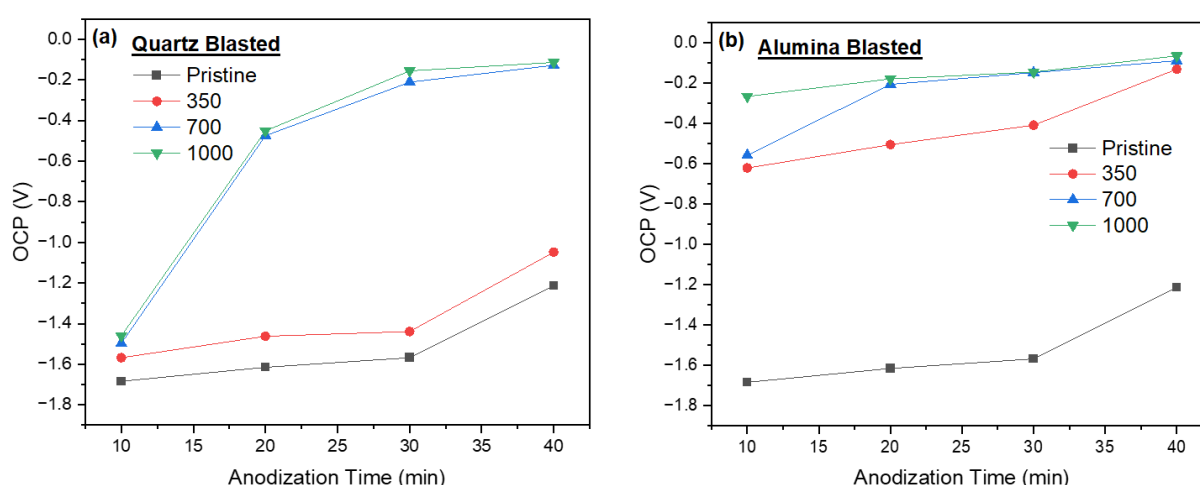 (a) Quartz Blasted
Pristine
350
700
1000
0.0
−0.2
−0.4
−0.6
−0.8
−1.0
−1.2
−1.4
−1.6
−1.8
OCP (V)
10 15 20 25 30 35 40
Anodization Time (min)
(b) Alumina Blasted
Pristine
350
700
1000
0.0
−0.2
−0.4
−0.6
−0.8
−1.0
−1.2
−1.4
−1.6
−1.8
OCP (V)
10 15 20 25 30 35 40
Anodization Time (min)